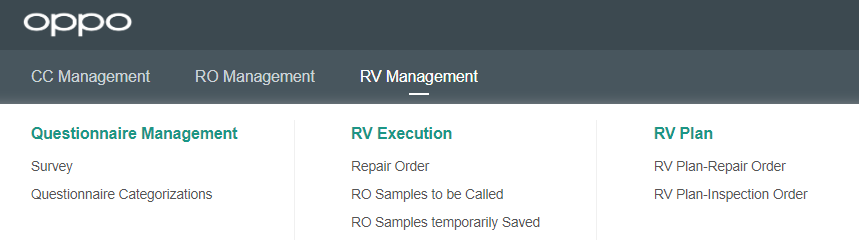 oppo
CC Management
RO Management
RV Management
Questionnaire Management
Survey
Questionnaire Categorizations
RV Execution
Repair Order
RO Samples to be Called
RO Samples temporarily Saved
RV Plan
RV Plan-Repair Order
RV Plan-Inspection Order